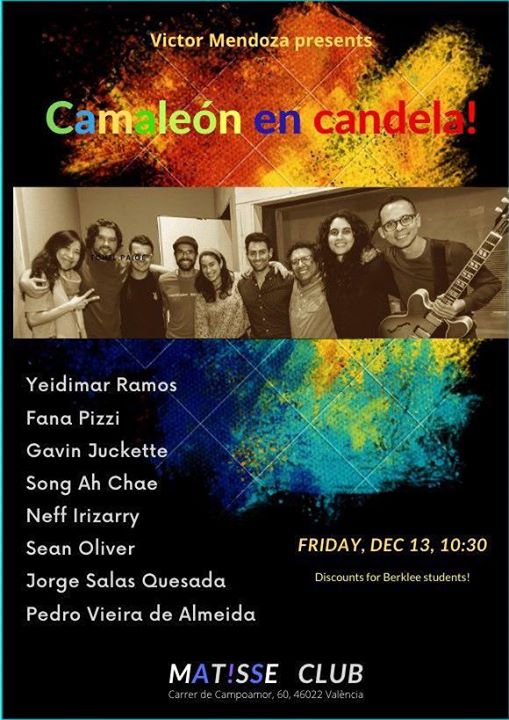 Victor Mendoza presents
Camaleón en candela!
Yeidimar Ramos
Fana Pizzi
Gavin Juckette
Song Ah Chae
Neff Irizarry
Sean Oliver
Jorge Salas Quesada
Pedro Vieira de Almeida
FRIDAY, DEC 13, 10:30
Discounts for Berklee students!
MAT!SSE CLUB
Carrer de Campoamor, 60, 46022 València